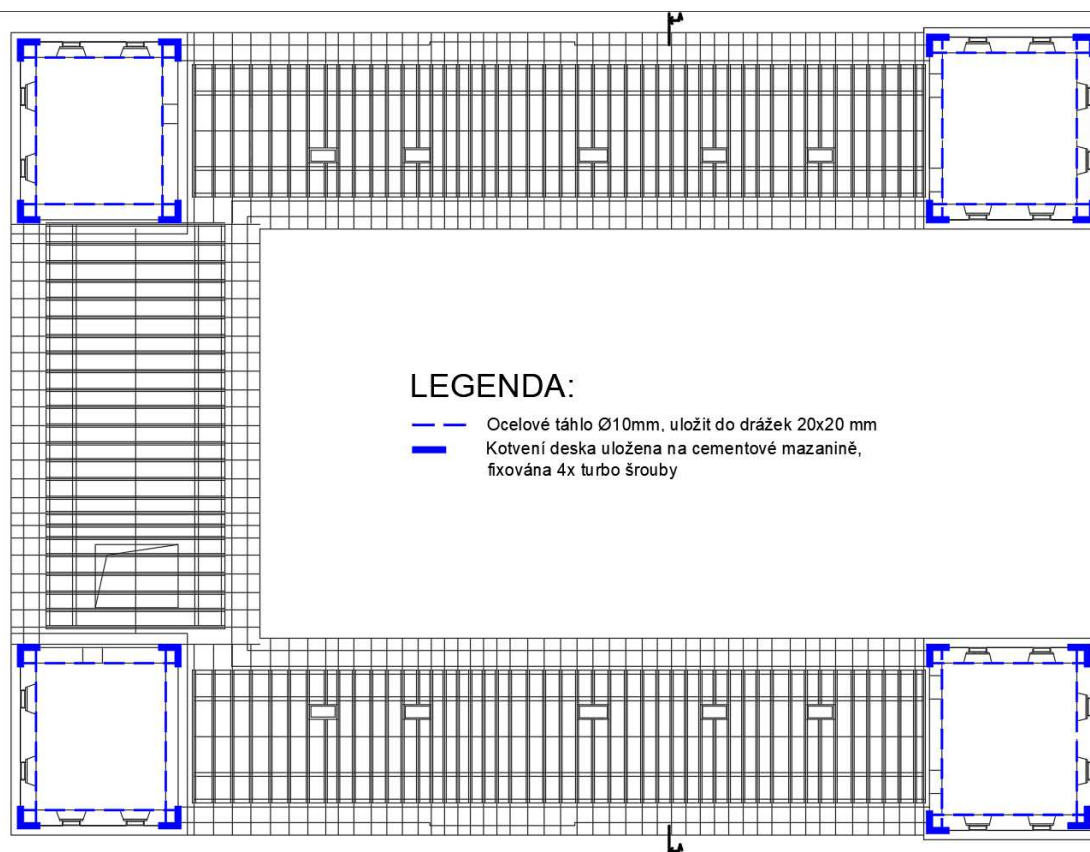 LEGENDA:
Ocelové táhlo Ø10mm, uložit do drážek 20x20 mm
Kotvení deska uložena na cementové mazanině,
fixována 4x turbo šrouby